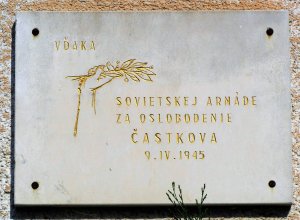 VĎAKA
SOVIETSKEJ ARMÁDE
ZA OSLOBODENIE
ČASTKOVA
9.IV.1945